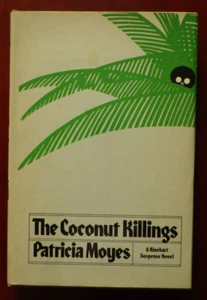 The Coconut Killings
Patricia Moyes
A Rinehart
Suspense Novel